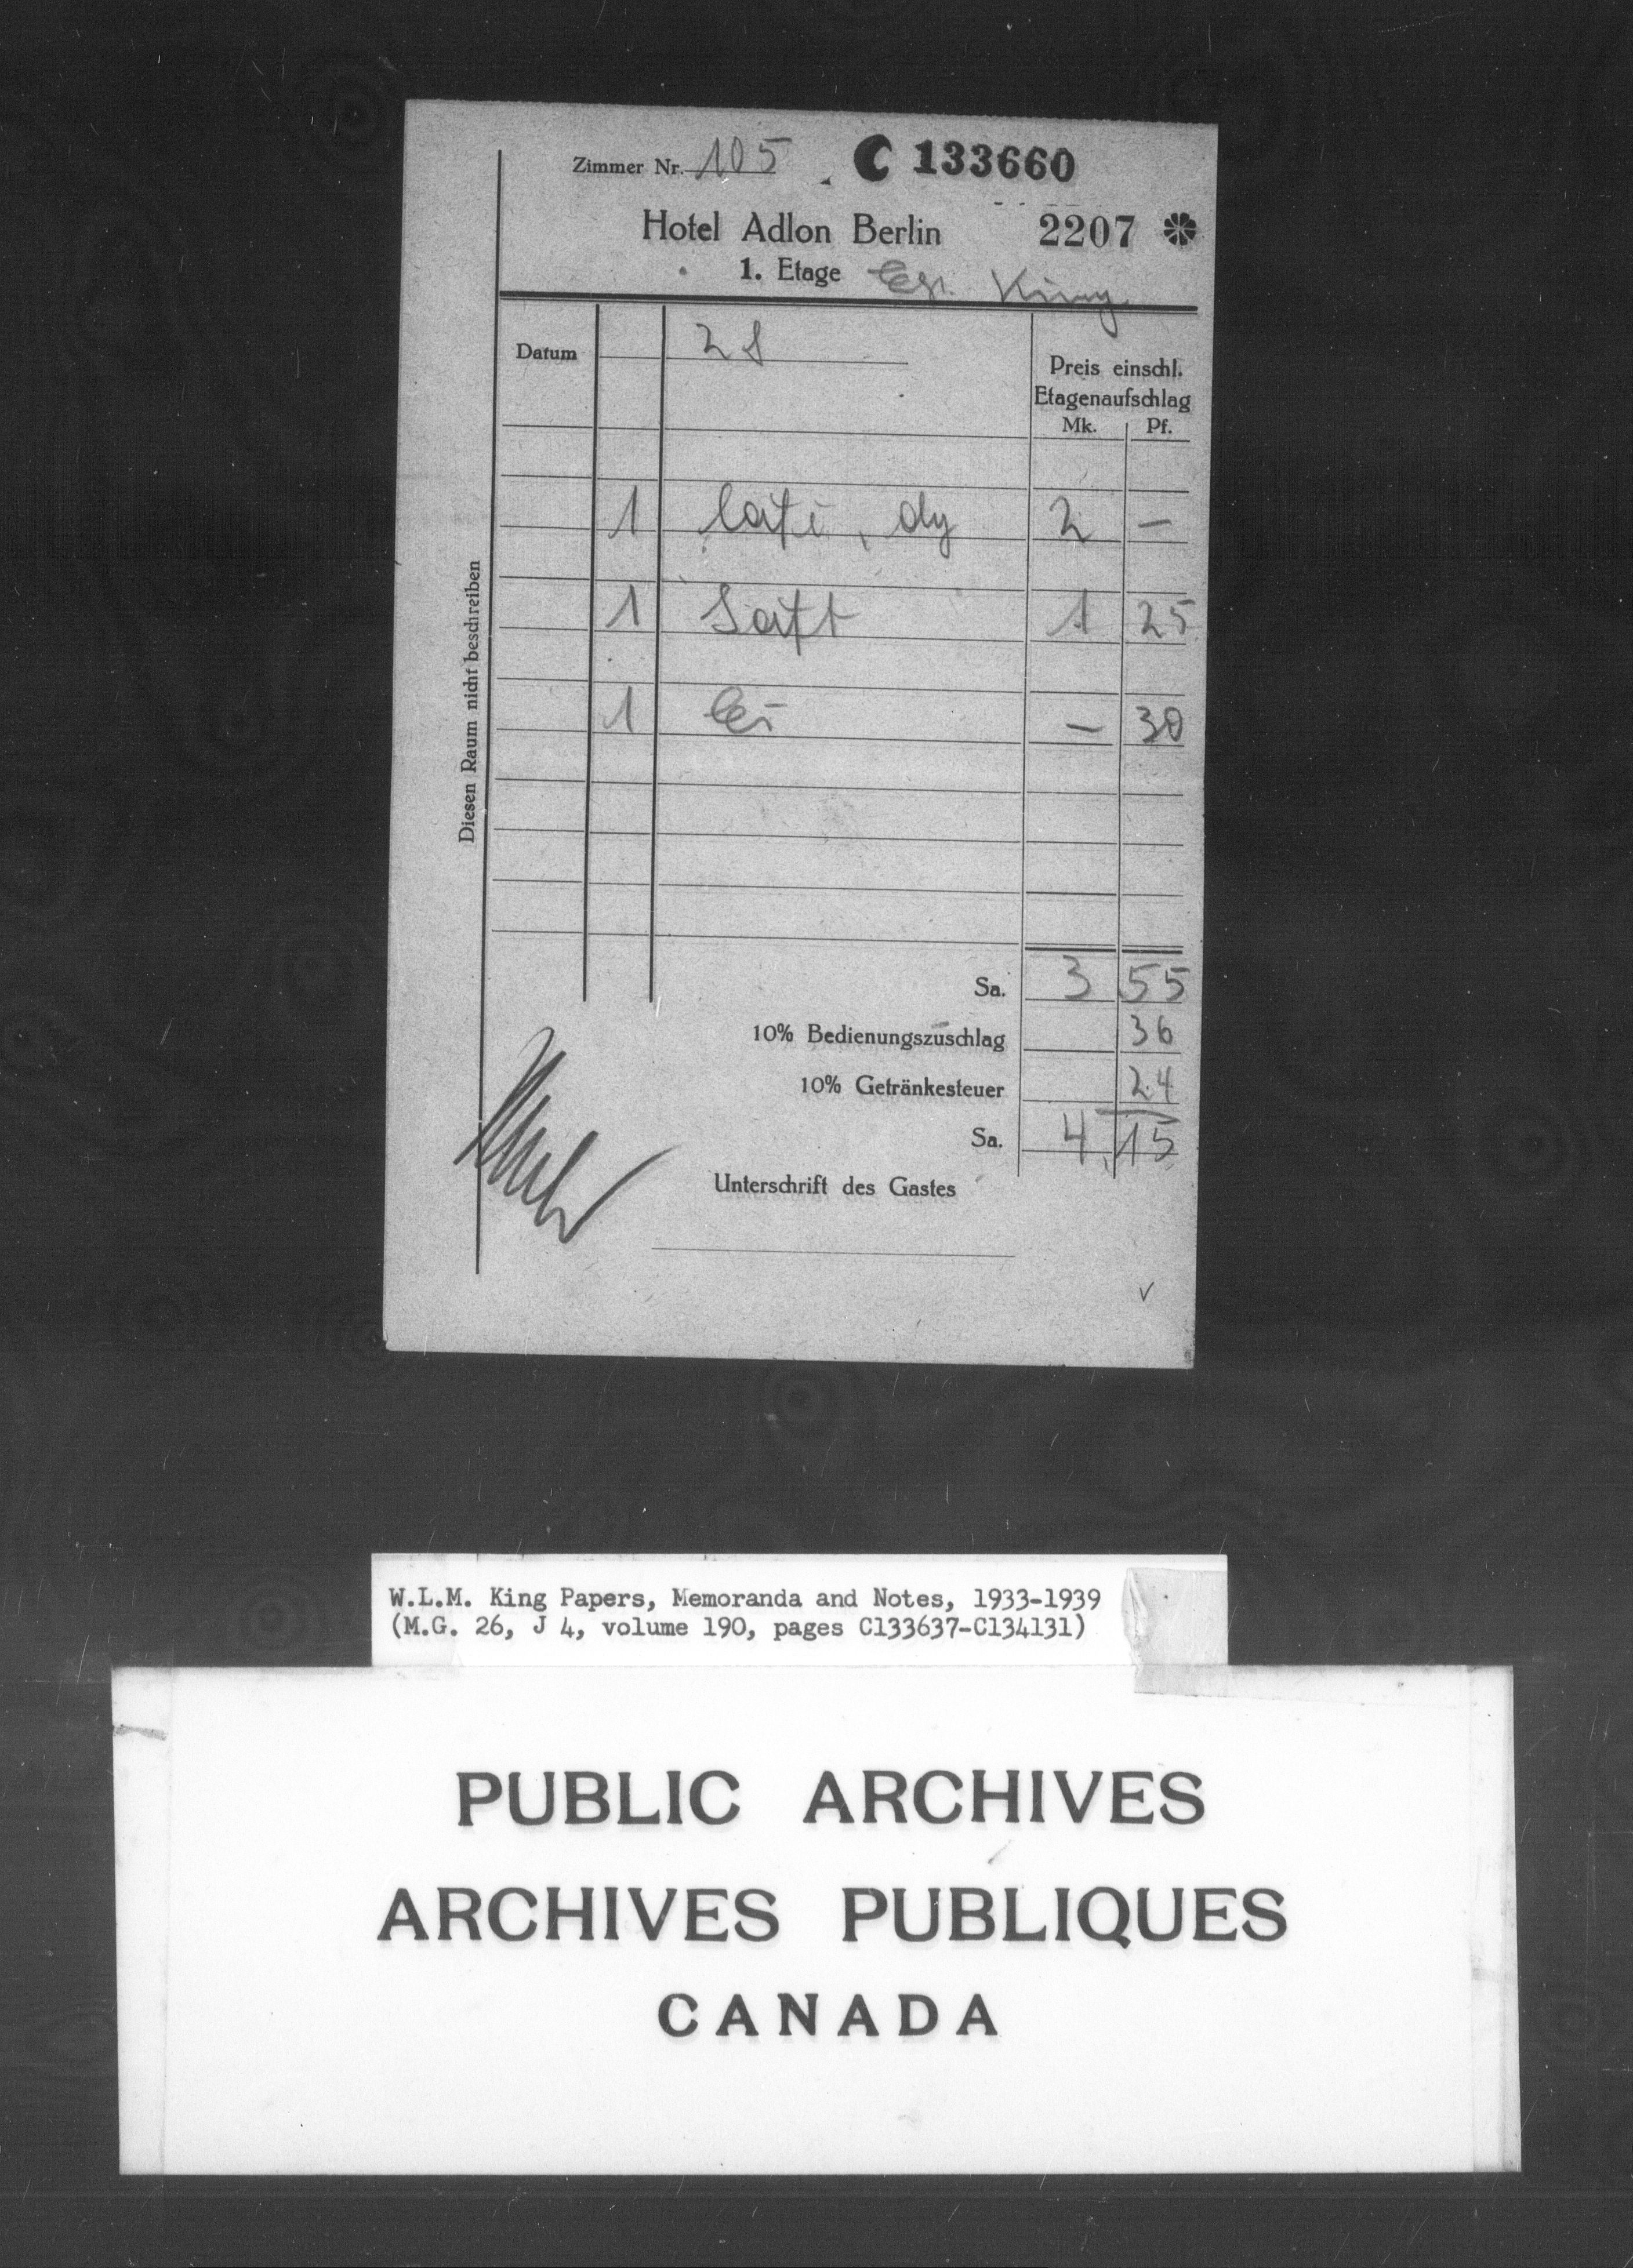 Zimmer Nr. 105 C 133660
Hotel Adlon Berlin 2207
1. Etage King
Datum
Preis einschl.
Etagenaufschlag
Mk. Pf.
1 2 —
1 Saft 1 25
1 Ei — 30
Diesen Raum nicht beschreiben
Sa. 3 55
10% Bedienungszuschlag 36
10% Getränkesteuer 24
Sa. 4,15
Unterschrift des Gastes
W.L.M. King Papers, Memoranda and Notes, 1933-1939
(M.G. 26, J 4, volume 190, pages C133637-C134131)
PUBLIC ARCHIVES
ARCHIVES PUBLIQUES
CANADA